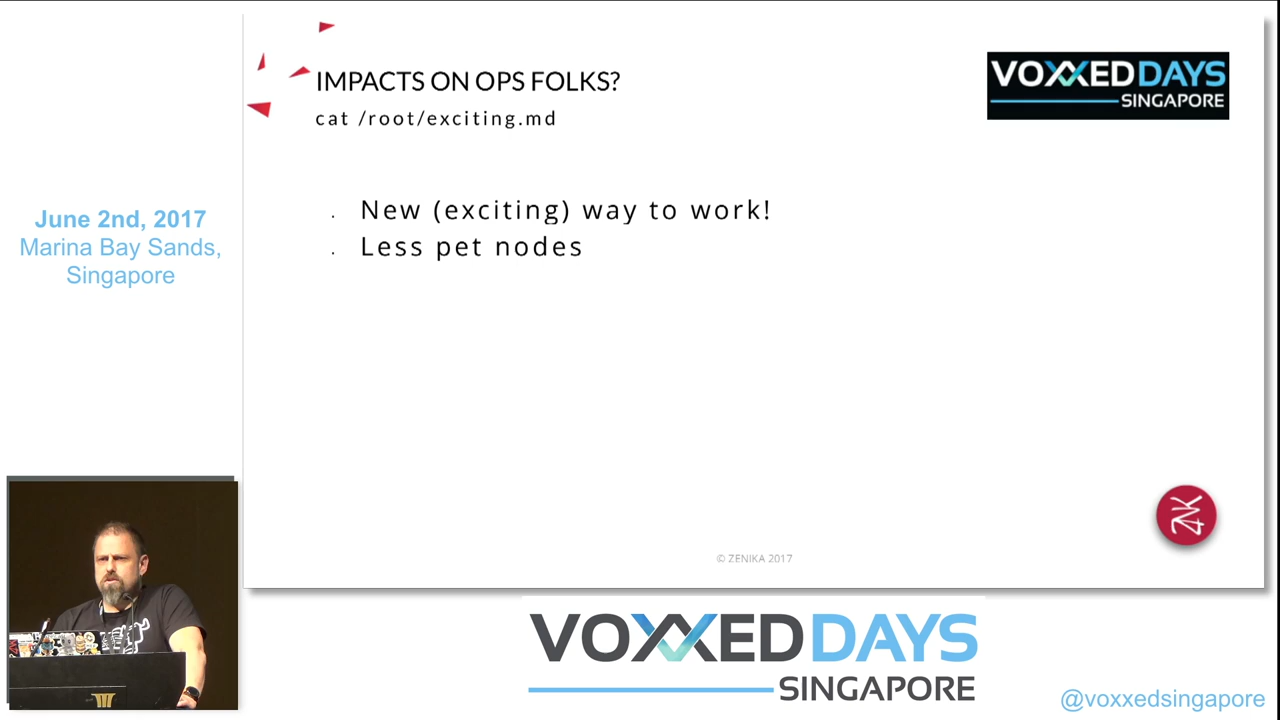 IMPACTS ON OPS FOLKS?
cat /root/exciting.md
VOXXED DAYS
SINGAPORE
June 2nd, 2017
Marina Bay Sands,
Singapore
. New (exciting) way to work!
. Less pet nodes
ZNK
© ZENIKA 2017
VOXXED DAYS
SINGAPORE
@voxxedsingapore